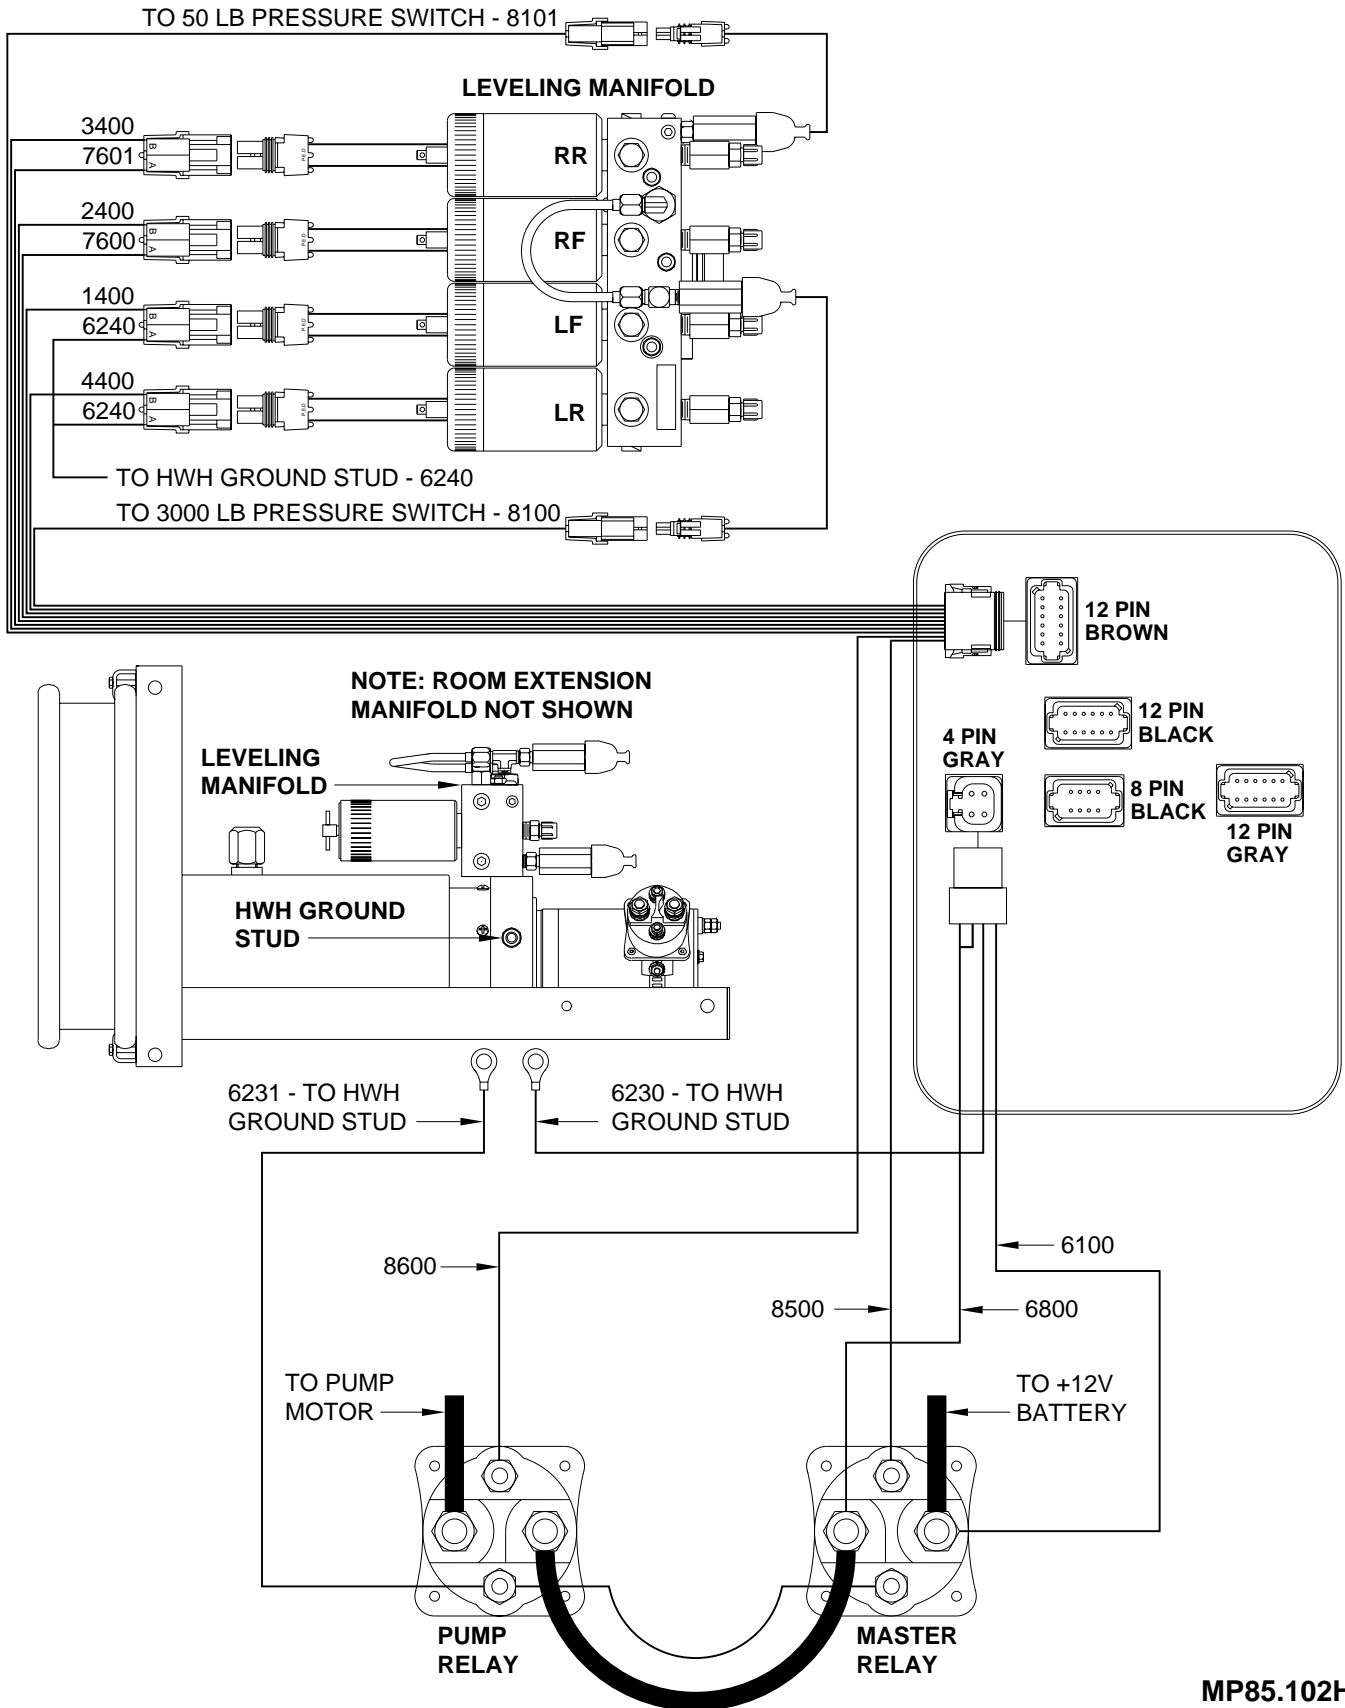 TO 50 LB PRESSURE SWITCH - 8101
LEVELING MANIFOLD
3400
7601
B
A
PED
RR
2400
7600
B
A
PED
RF
1400
6240
B
A
PED
LF
4400
6240
B
A
PED
LR
TO HWH GROUND STUD - 6240
TO 3000 LB PRESSURE SWITCH - 8100
12 PIN
BROWN
12 PIN
BLACK
4 PIN
GRAY
8 PIN
BLACK
12 PIN
GRAY
NOTE: ROOM EXTENSION
MANIFOLD NOT SHOWN
LEVELING
MANIFOLD
HWH GROUND
STUD
6231 - TO HWH
GROUND STUD
6230 - TO HWH
GROUND STUD
8600
6100
8500
6800
TO PUMP
MOTOR
TO +12V
BATTERY
PUMP
RELAY
MASTER
RELAY
MP85.102H